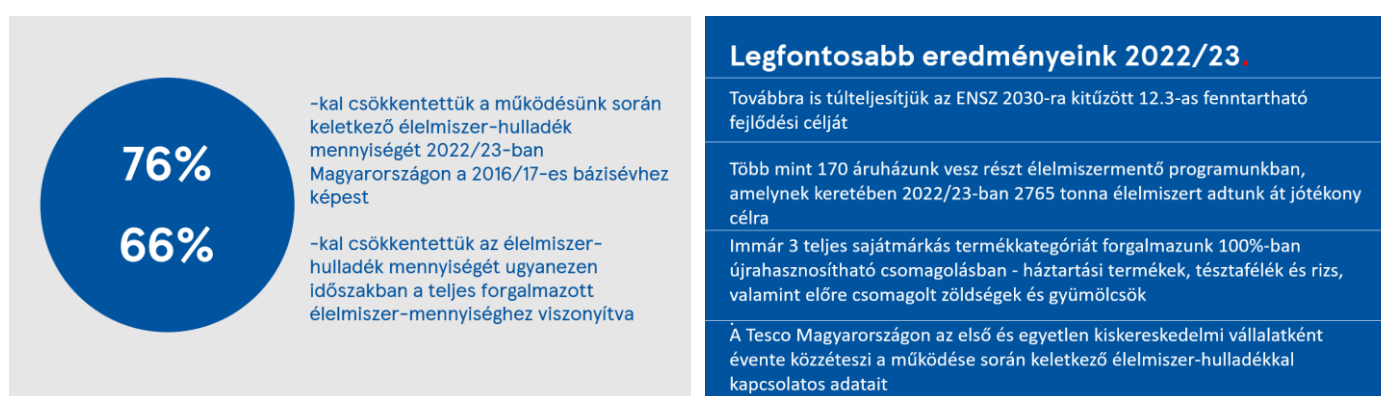 76%
-kal csökkentettük a működésünk során
keletkező élelmiszer-hulladék
mennyiségét 2022/23-ban
Magyarországon a 2016/17-es bázisévhez
képest
66%
-kal csökkentettük az élelmiszer-
hulladék mennyiségét ugyanezen
időszakban a teljes forgalmazott
élelmiszer-mennyiséghez viszonyítva
Legfontosabb eredményeink 2022/23.
Továbbra is túlteljesítjük az ENSZ 2030-ra kitűzött 12.3-as fenntartható
fejlődési célját
Több mint 170 áruházunk vesz részt élelmiszermentő programunkban,
amelynek keretében 2022/23-ban 2765 tonna élelmiszert adtunk át jótékony
célra
Immár 3 teljes sajátmárkás termékkategóriát forgalmazunk 100%-ban
újrahasznosítható csomagolásban - háztartási termékek, tésztafélék és rizs,
valamint előre csomagolt zöldségek és gyümölcsök
.
A Tesco Magyarországon az első és egyetlen kiskereskedelmi vállalatként
évente közzéteszi a működése során keletkező élelmiszer-hulladékkal
kapcsolatos adatait